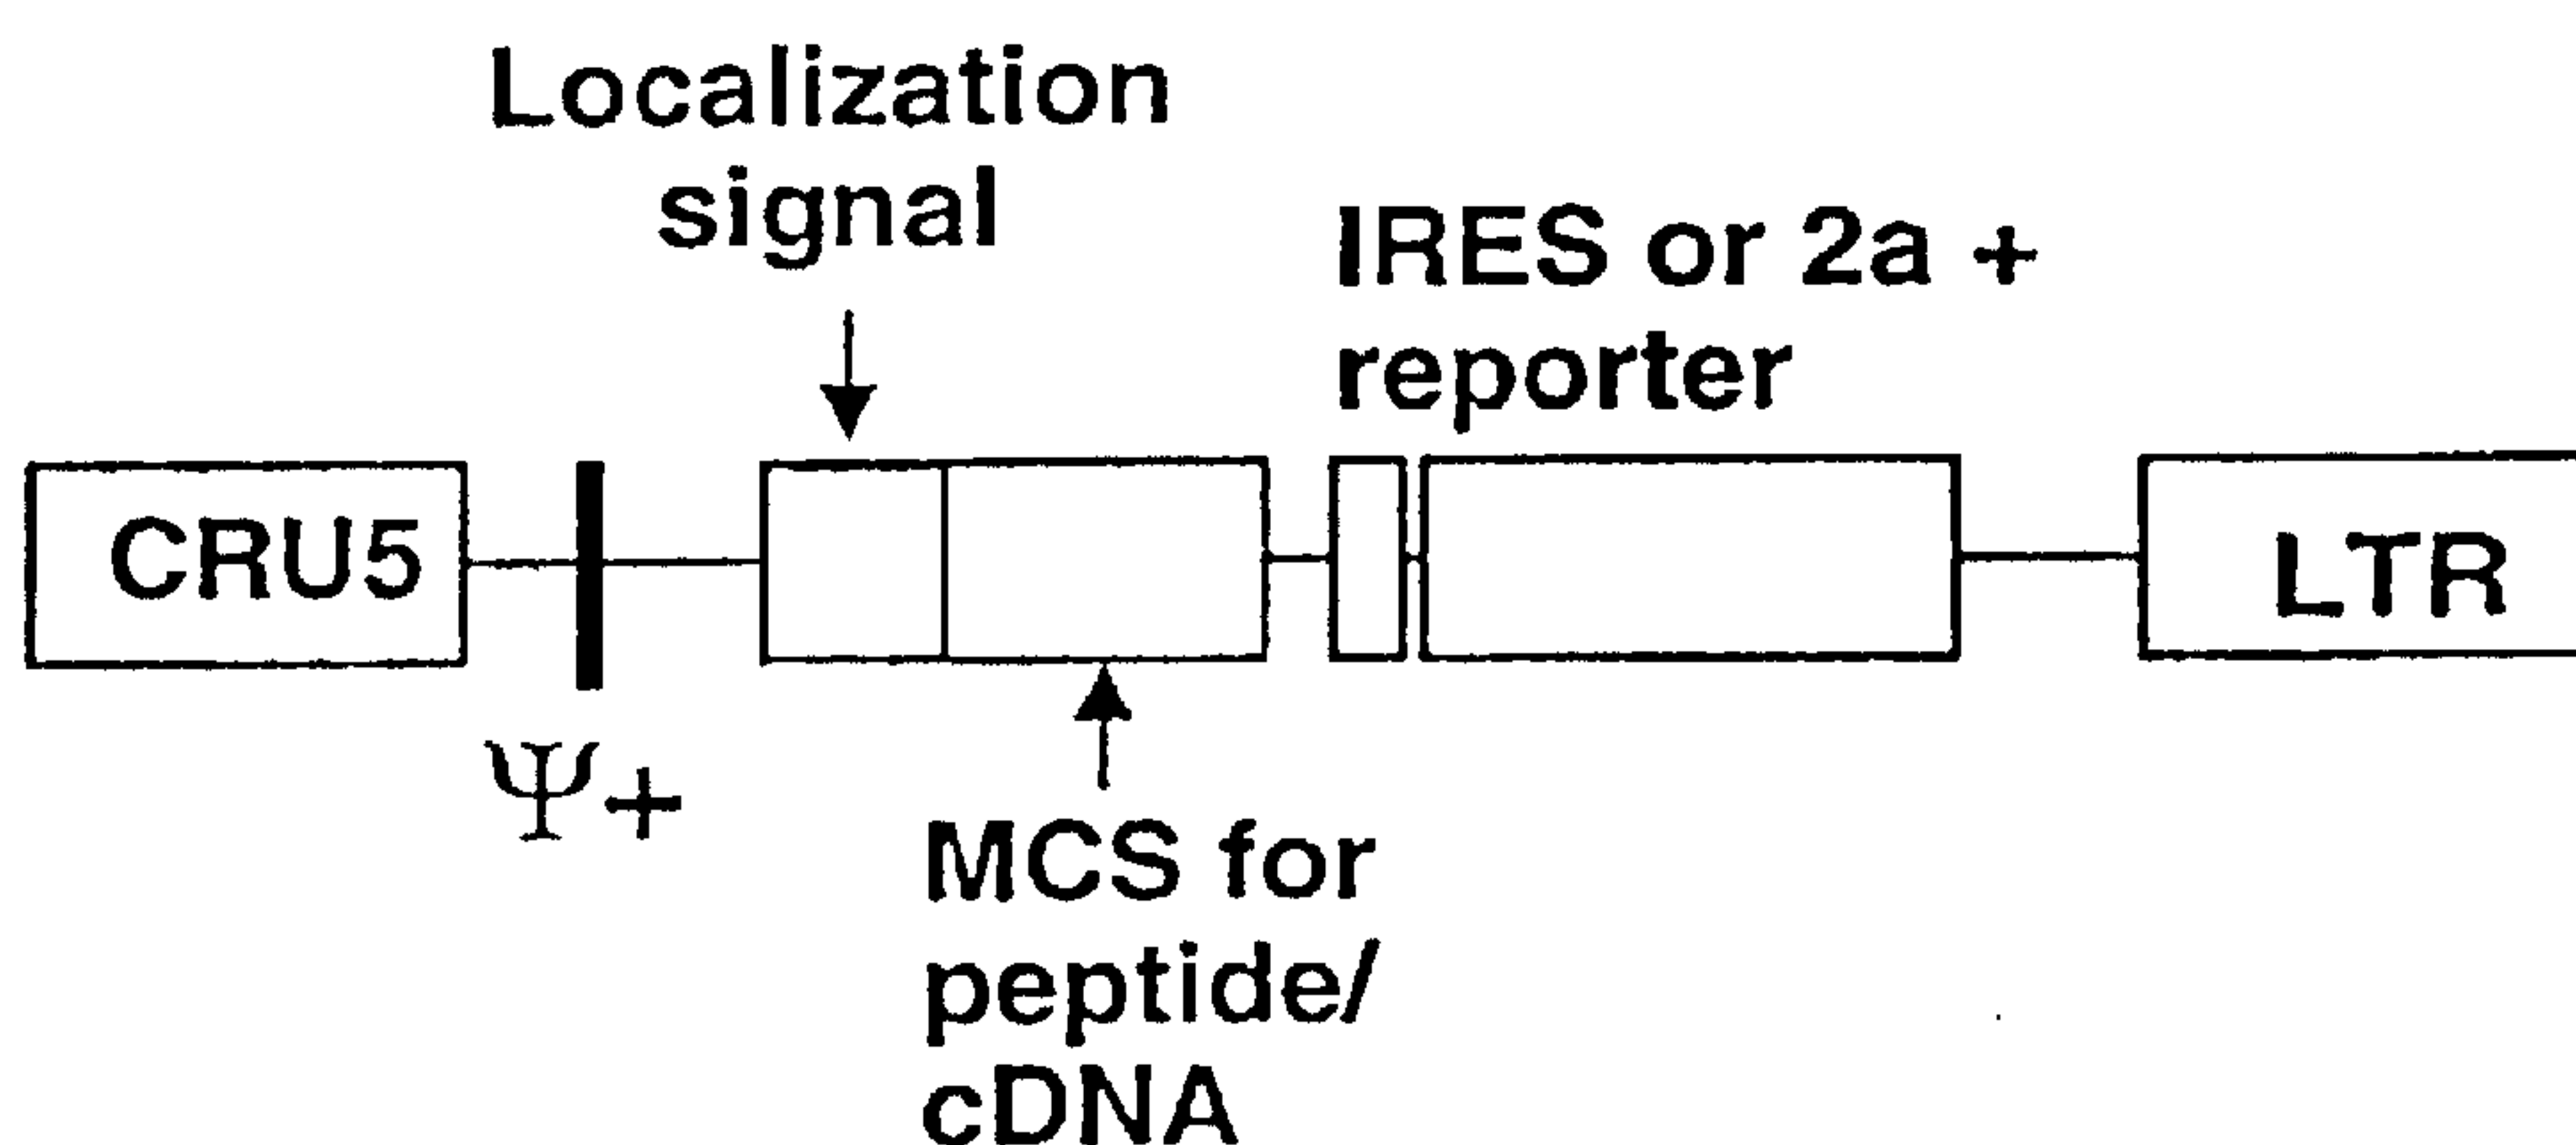 Localization
signal
IRES or 2a +
reporter
CRU5
LTR
Ψ+
MCS for
peptide/
cDNA